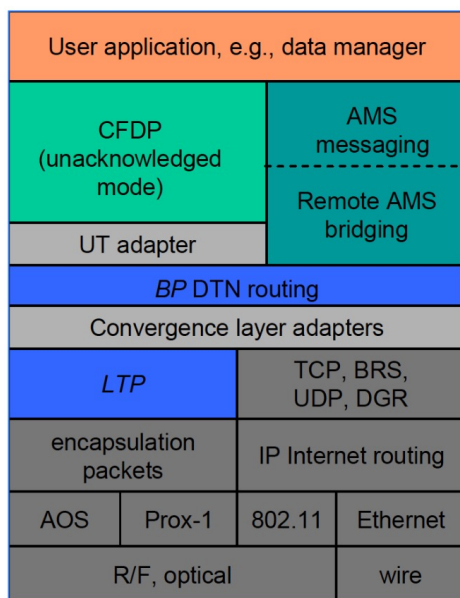 User application, e.g., data manager
CFDP
(unacknowledged
mode)
AMS
messaging
Remote AMS
bridging
UT adapter
BP DTN routing
Convergence layer adapters
LTP
TCP, BRS,
UDP, DGR
encapsulation
packets
IP Internet routing
AOS
Prox-1
802.11
Ethernet
R/F, optical
wire